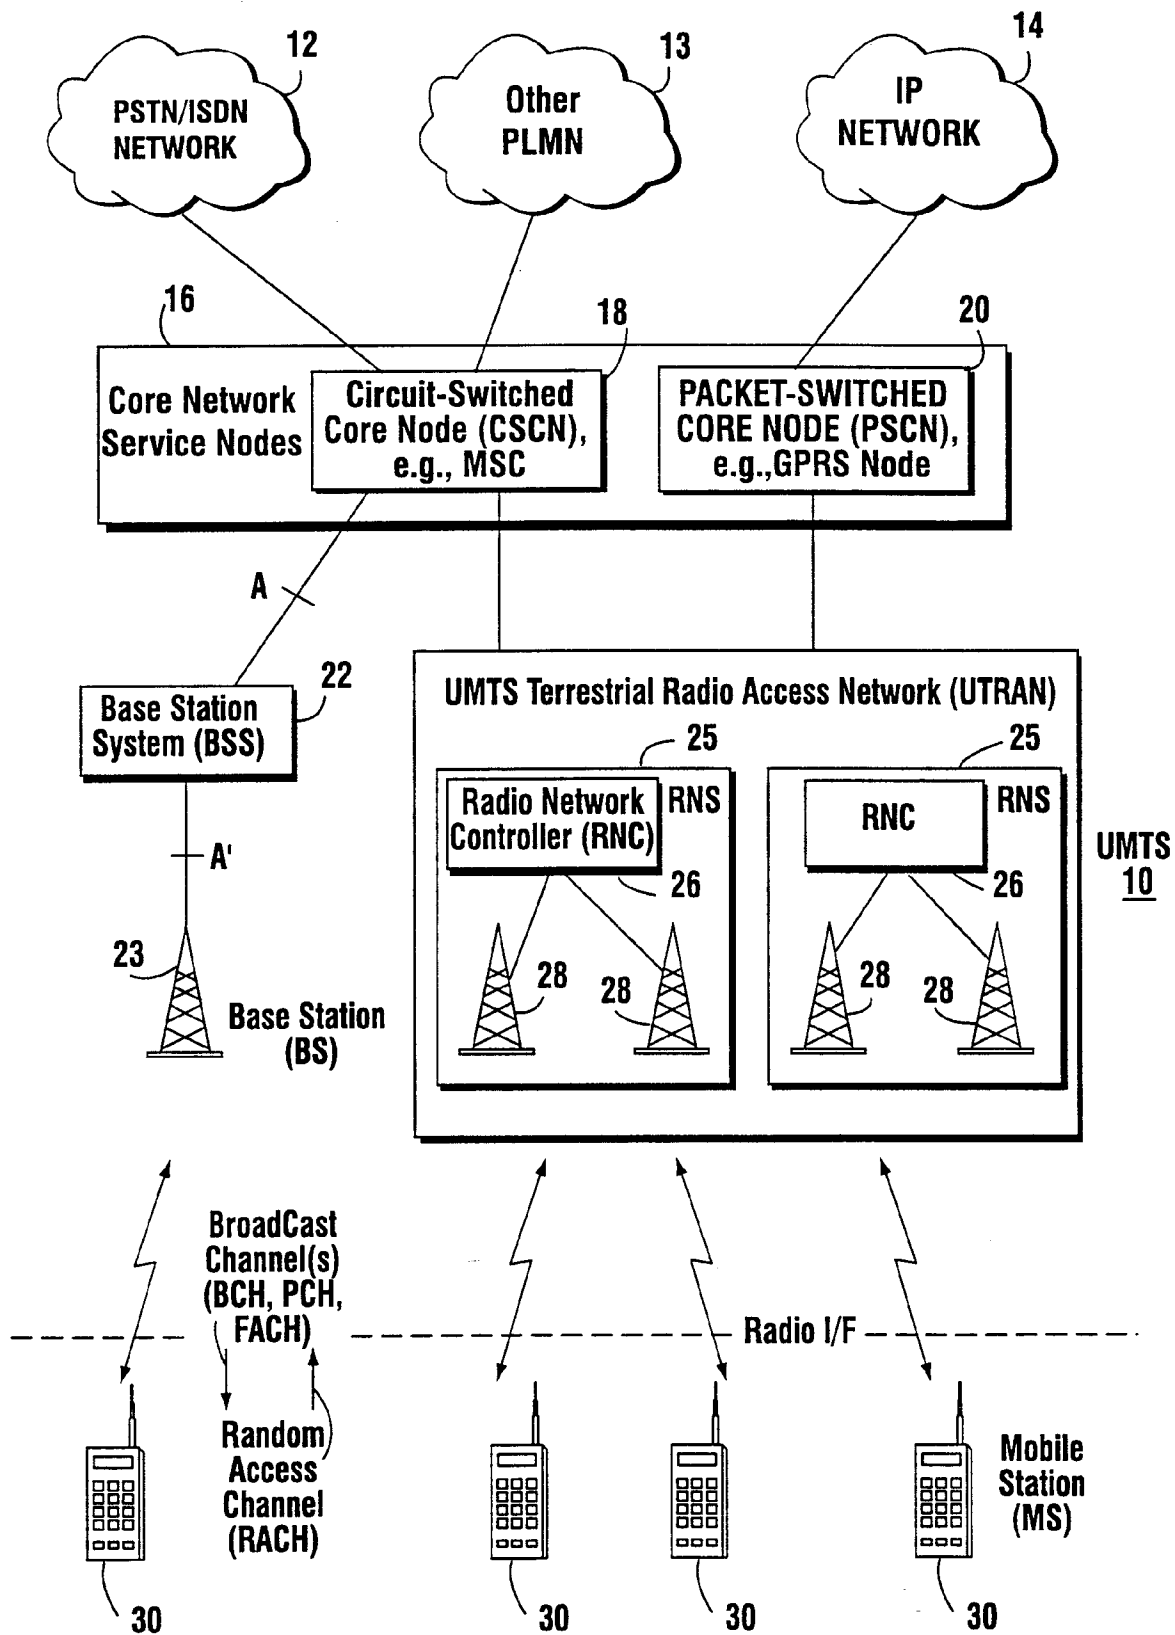 12
13
14
PSTN/ISDN
NETWORK
Other
PLMN
IP
NETWORK
16
18
20
Core Network
Service Nodes
Circuit-Switched
Core Node (CSCN),
e.g., MSC
PACKET-SWITCHED
CORE NODE (PSCN),
e.g.,GPRS Node
A
22
Base Station
System (BSS)
A'
23
Base Station
(BS)
UMTS Terrestrial Radio Access Network (UTRAN)
25
25
Radio Network
Controller (RNC)
RNS
RNC
RNS
26
26
28
28
28
28
UMTS
10
BroadCast
Channel(s)
(BCH, PCH,
FACH)
Radio I/F
Random
Access
Channel
(RACH)
Mobile
Station
(MS)
30
30
30
30